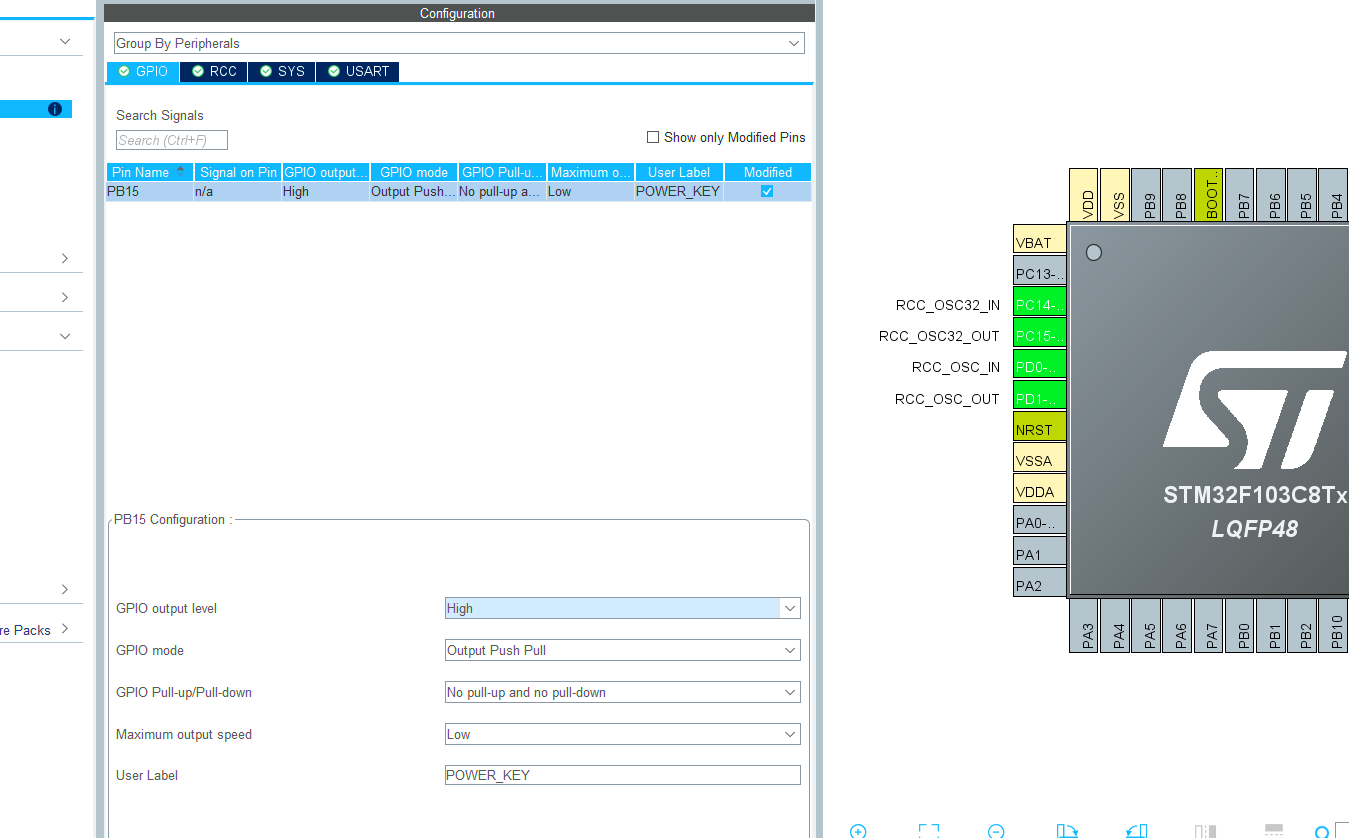 Configuration
Group By Peripherals
GPIO RCC SYS USART
Search Signals
Search (Ctrl+F)
Show only Modified Pins
Pin Name Signal on Pin GPIO output... GPIO mode GPIO Pull-u... Maximum o... User Label Modified
PB15 n/a High Output Push... No pull-up a... Low POWER_KEY
PB15 Configuration :
GPIO output level High
GPIO mode Output Push Pull
GPIO Pull-up/Pull-down No pull-up and no pull-down
Maximum output speed Low
User Label POWER_KEY
re Packs
VDD VSS PB9 PB8 BOOT.. PB7 PB6 PB5 PB4
VBAT
PC13-..
RCC_OSC32_IN PC14-..
RCC_OSC32_OUT PC15-..
RCC_OSC_IN PD0-..
RCC_OSC_OUT PD1-..
NRST
VSSA
VDDA
PA0-..
PA1
PA2
ST
STM32F103C8Tx
LQFP48
PA3 PA4 PA5 PA6 PA7 PB0 PB1 PB2 PB10